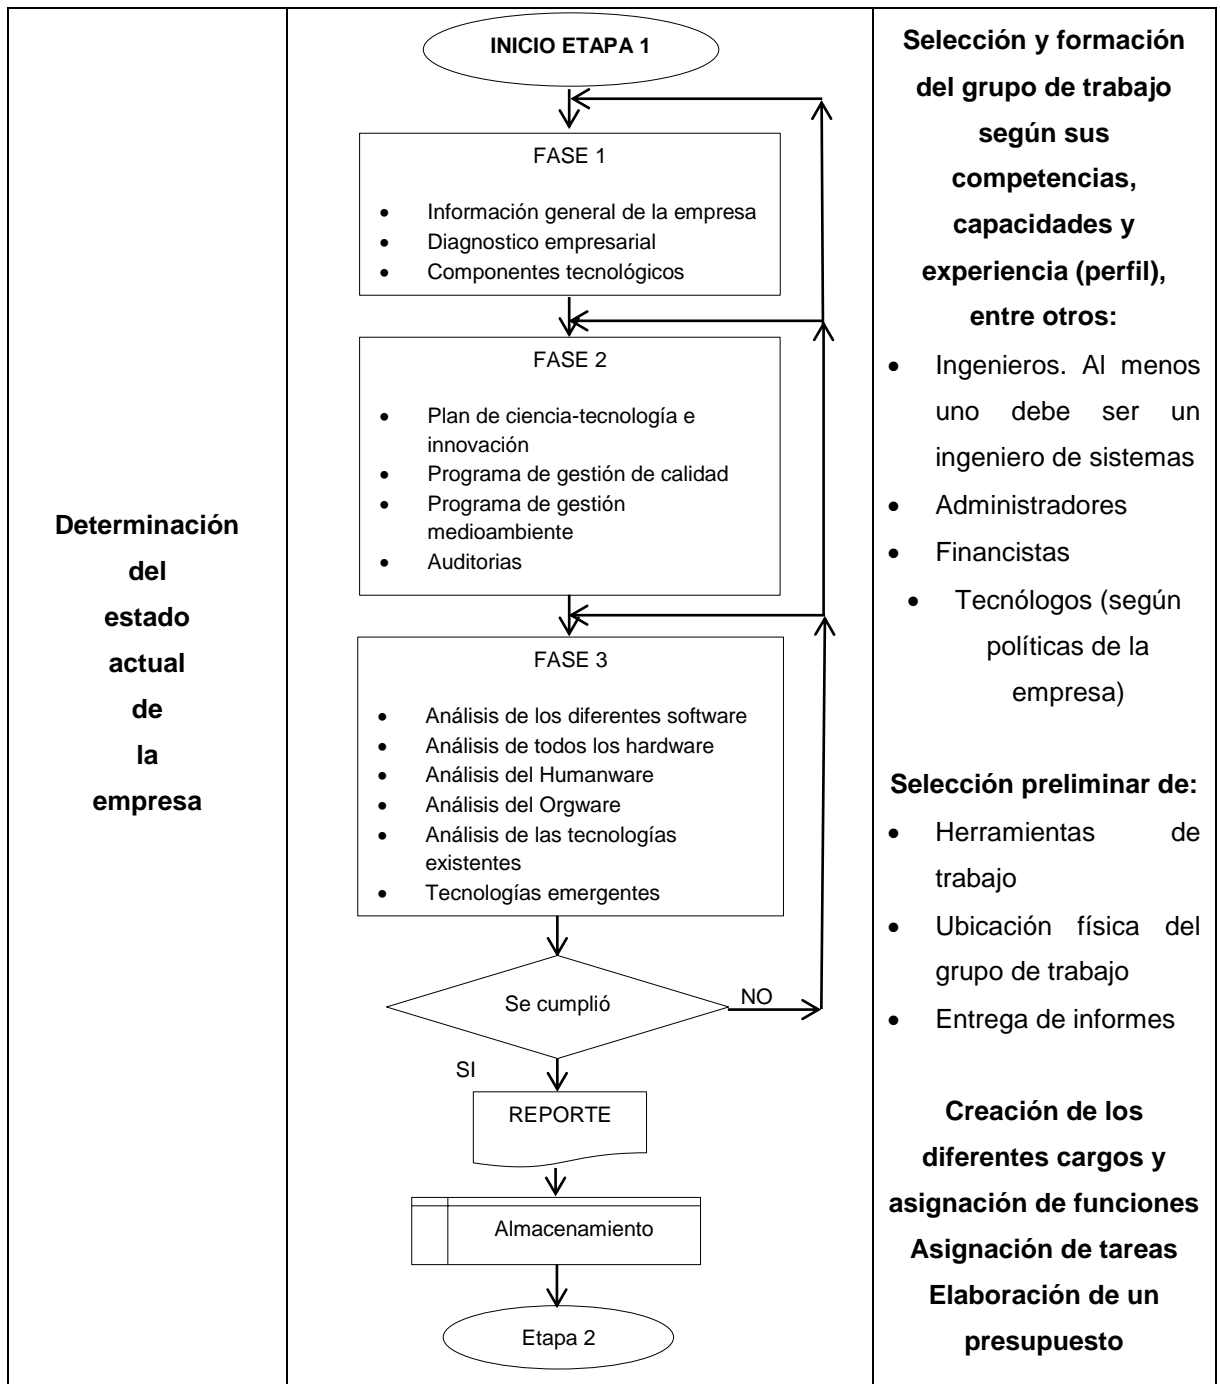 Determinación
del
estado
actual
de
la
empresa
INICIO ETAPA 1
FASE 1
• Información general de la empresa
• Diagnostico empresarial
• Componentes tecnológicos
FASE 2
• Plan de ciencia-tecnología e
innovación
• Programa de gestión de calidad
• Programa de gestión
medioambiente
• Auditorias
FASE 3
• Análisis de los diferentes software
• Análisis de todos los hardware
• Análisis del Humanware
• Análisis del Orgware
• Análisis de las tecnologías
existentes
• Tecnologías emergentes
Se cumplió
NO
SI
REPORTE
Almacenamiento
Etapa 2
Selección y formación
del grupo de trabajo
según sus
competencias,
capacidades y
experiencia (perfil),
entre otros:
• Ingenieros. Al menos
uno debe ser un
ingeniero de sistemas
• Administradores
• Financistas
• Tecnólogos (según
políticas de la
empresa)
Selección preliminar de:
• Herramientas de
trabajo
• Ubicación física del
grupo de trabajo
• Entrega de informes
Creación de los
diferentes cargos y
asignación de funciones
Asignación de tareas
Elaboración de un
presupuesto